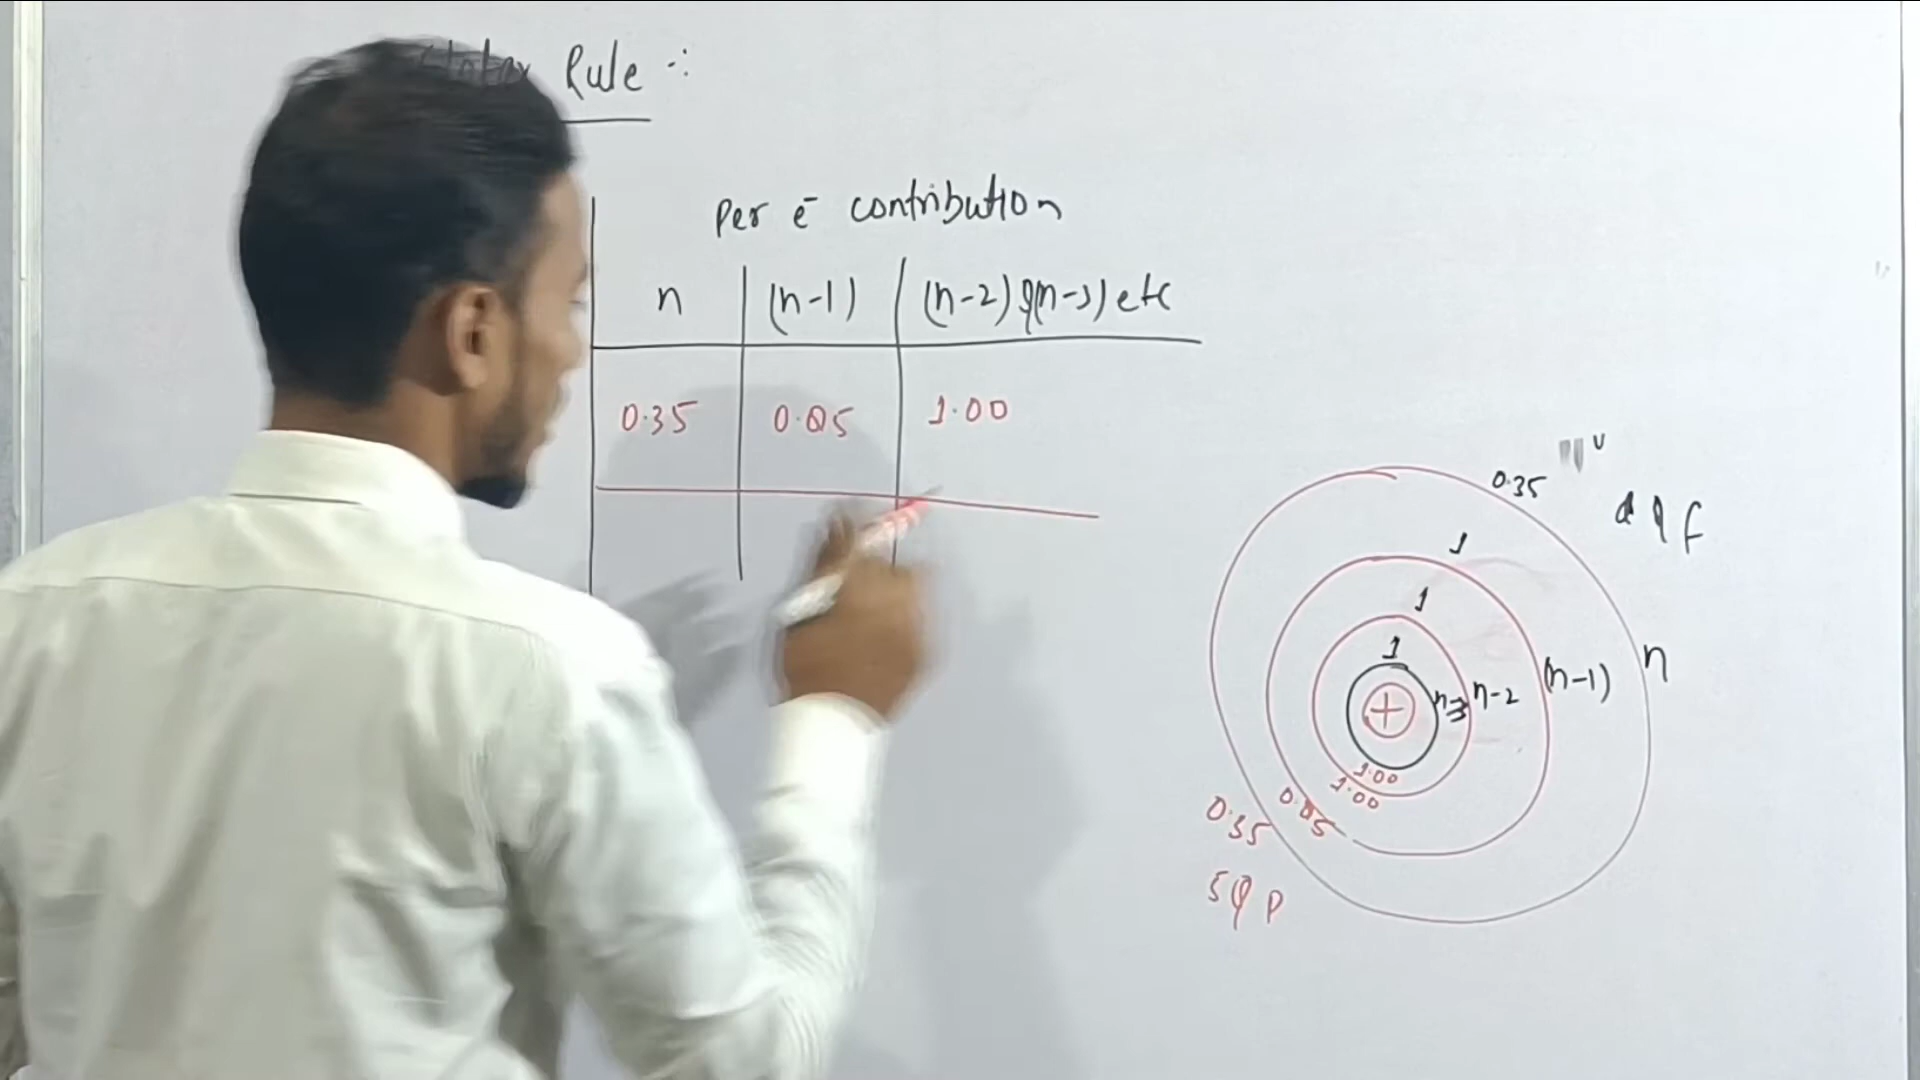 Rule :-
Per e- contribution
n (n-1) (n-2) & (n-3) etc
0.35 0.85 1.00
0.35
d & f
1
1
1
n
(n-1)
n-2
n-3
+
1.00
1.00
0.85
0.35
s & p